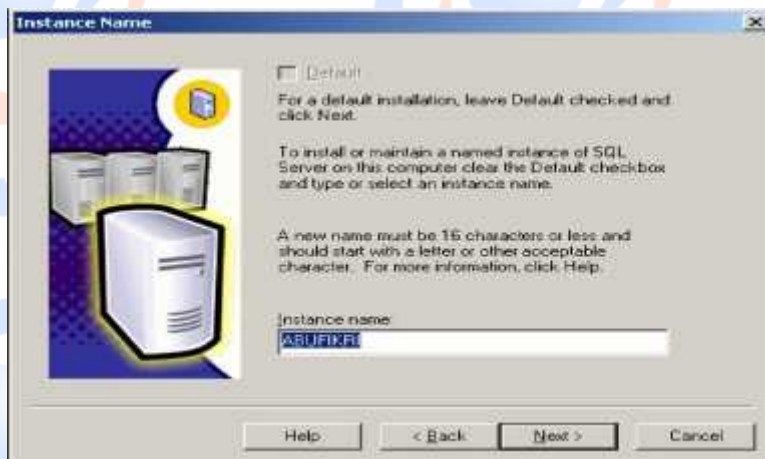 Instance Name
Default
For a default installation, leave Default checked and
click Next.
To install or maintain a named instance of SQL
Server on this computer clear the Default checkbox
and type or select an instance name.
A new name must be 16 characters or less and
should start with a letter or other acceptable
character. For more information, click Help.
Instance name:
ABUFIKRI
Help
< Back
Next >
Cancel